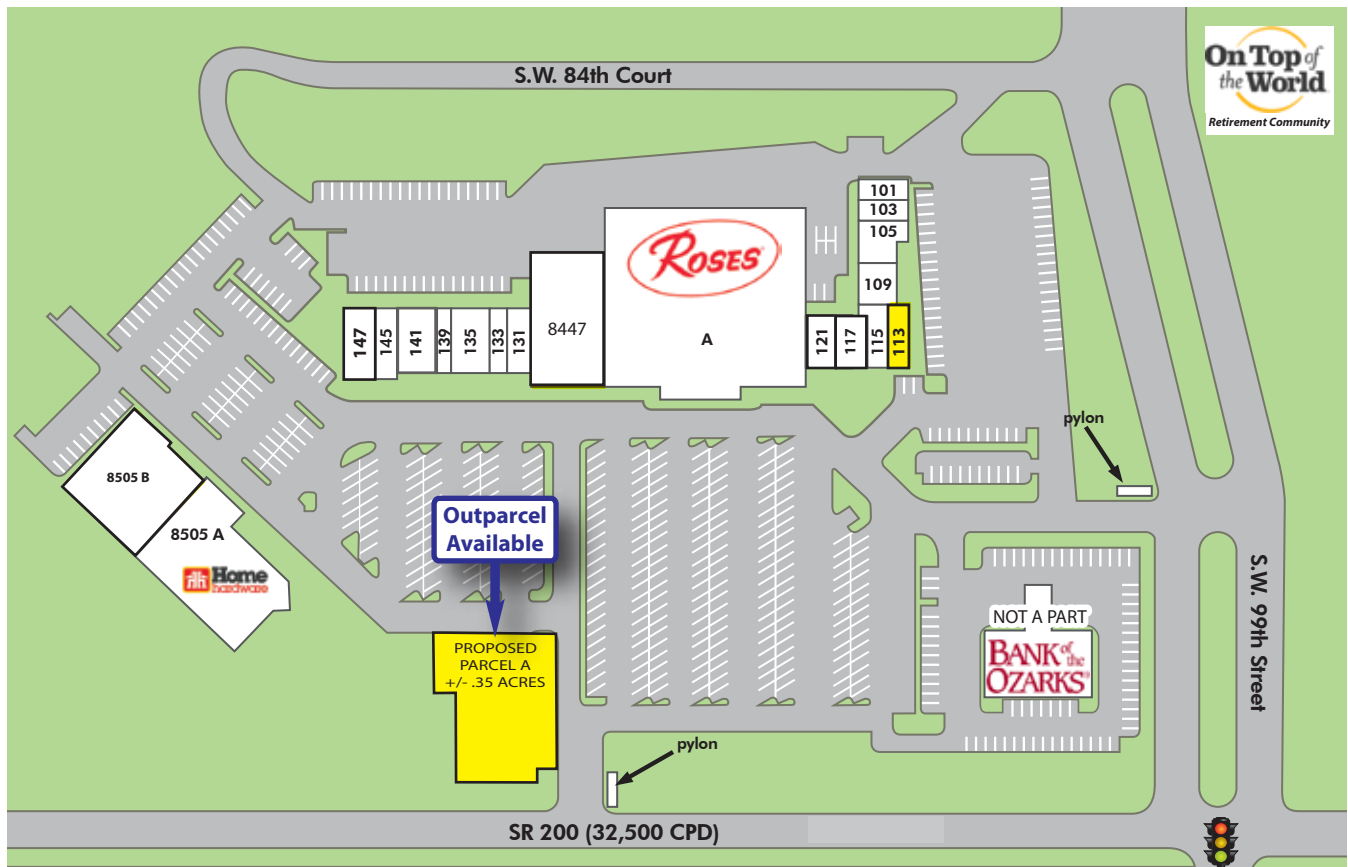 On Top of
the World
Retirement Community
S.W. 84th Court
101
103
105
109
113
115
117
121
ROSES
A
8447
131
133
135
139
141
145
147
pylon
8505 B
8505 A
Home
hardware
Outparcel
Available
PROPOSED
PARCEL A
+/- .35 ACRES
NOT A PART
BANK of the
OZARKS
S.W. 99th Street
pylon
SR 200 (32,500 CPD)